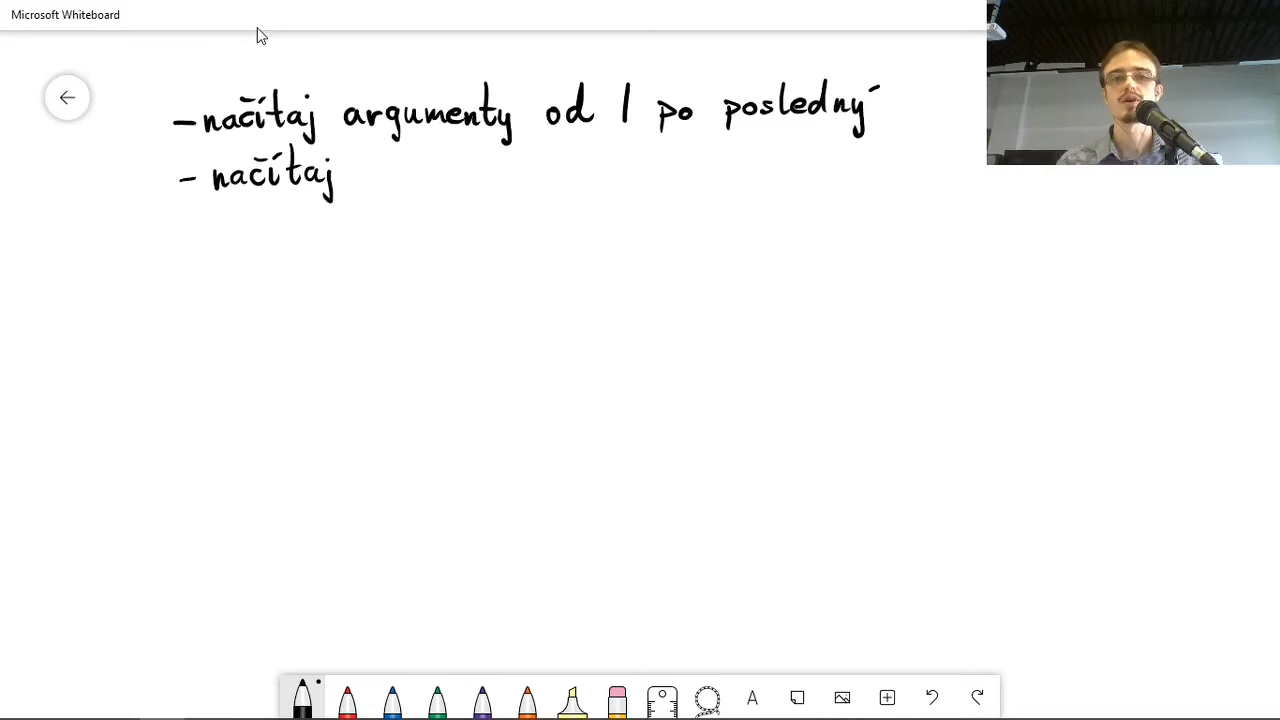 Microsoft Whiteboard
- načítaj argumenty od 1 po posledný
- načítaj
A